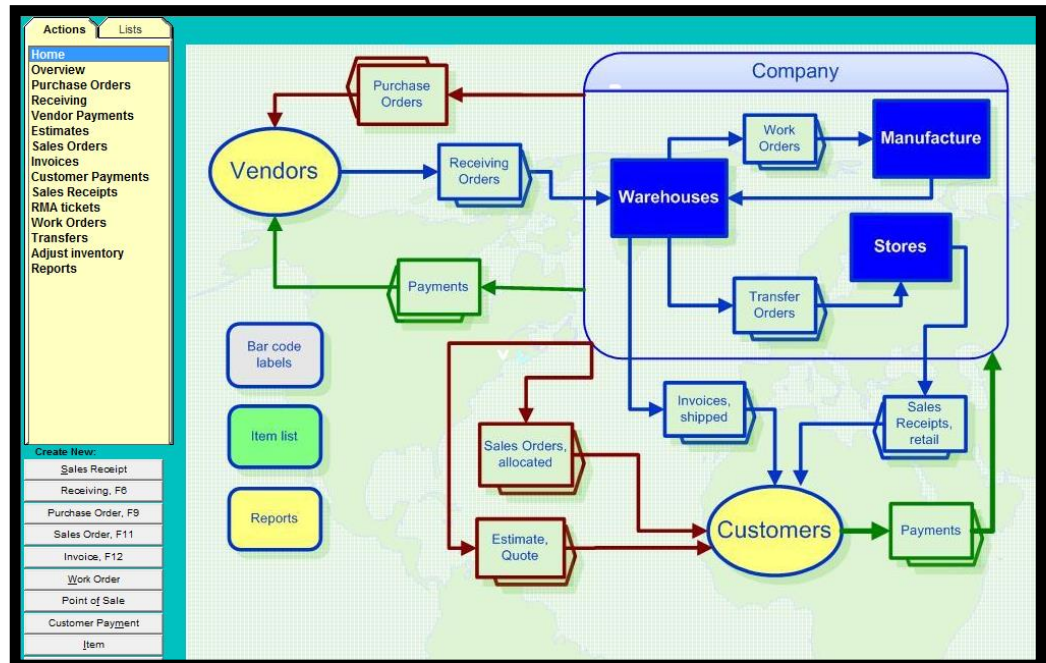 Actions
Lists
Home
Overview
Purchase Orders
Receiving
Vendor Payments
Estimates
Sales Orders
Invoices
Customer Payments
Sales Receipts
RMA tickets
Work Orders
Transfers
Adjust inventory
Reports
Create New:
Sales Receipt
Receiving, F6
Purchase Order, F9
Sales Order, F11
Invoice, F12
Work Order
Point of Sale
Customer Payment
Item
Company
Purchase
Orders
Vendors
Receiving
Orders
Work
Orders
Manufacture
Warehouses
Stores
Payments
Transfer
Orders
Bar code
labels
Item list
Reports
Invoices,
shipped
Sales
Receipts,
retail
Sales Orders,
allocated
Estimate,
Quote
Customers
Payments